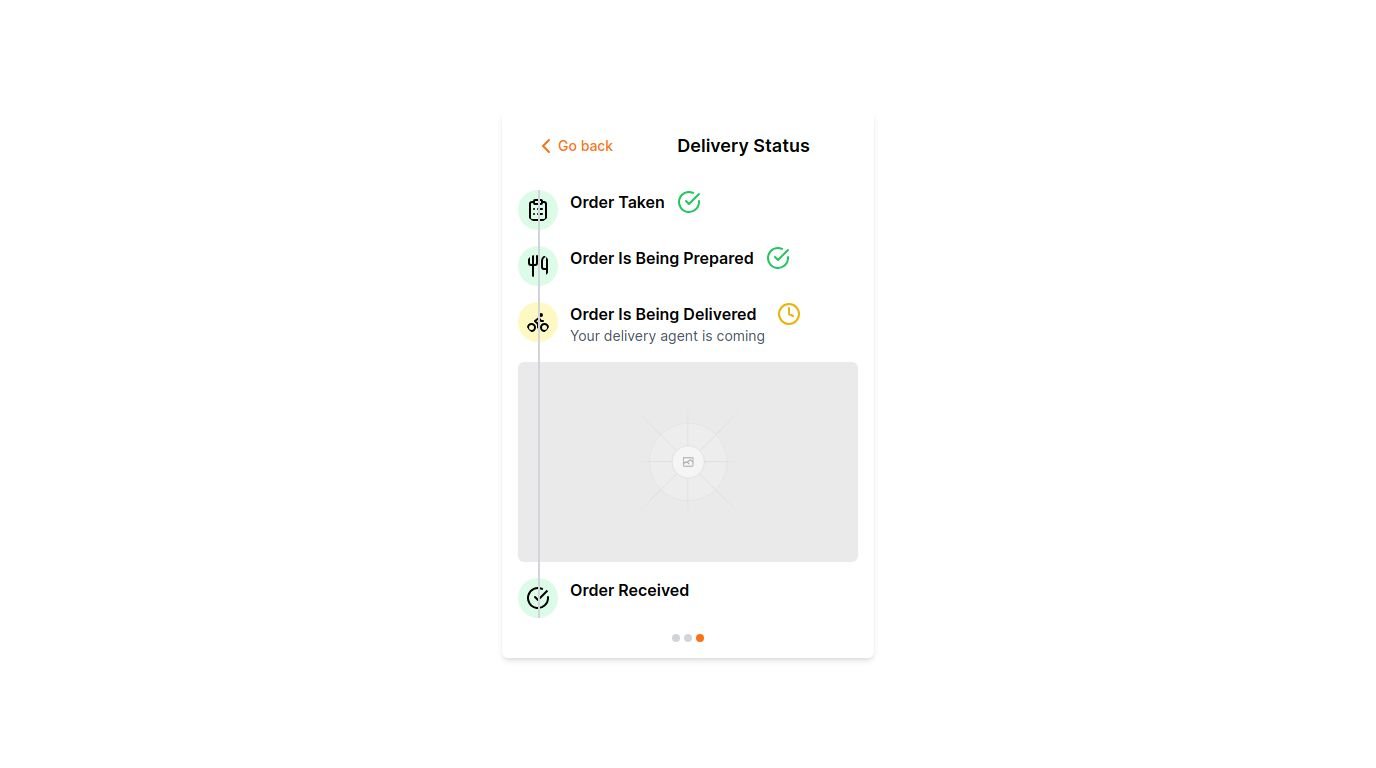 Go back
Delivery Status
Order Taken
Order Is Being Prepared
Order Is Being Delivered
Your delivery agent is coming
Order Received